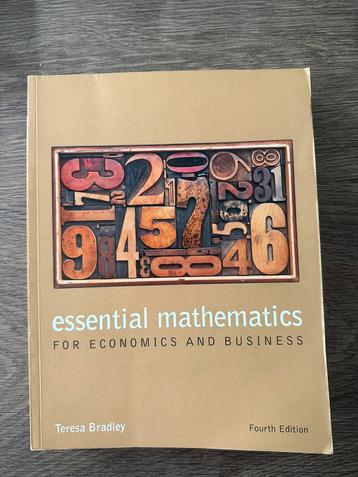 essential mathematics
FOR ECONOMICS AND BUSINESS
Teresa Bradley
Fourth Edition